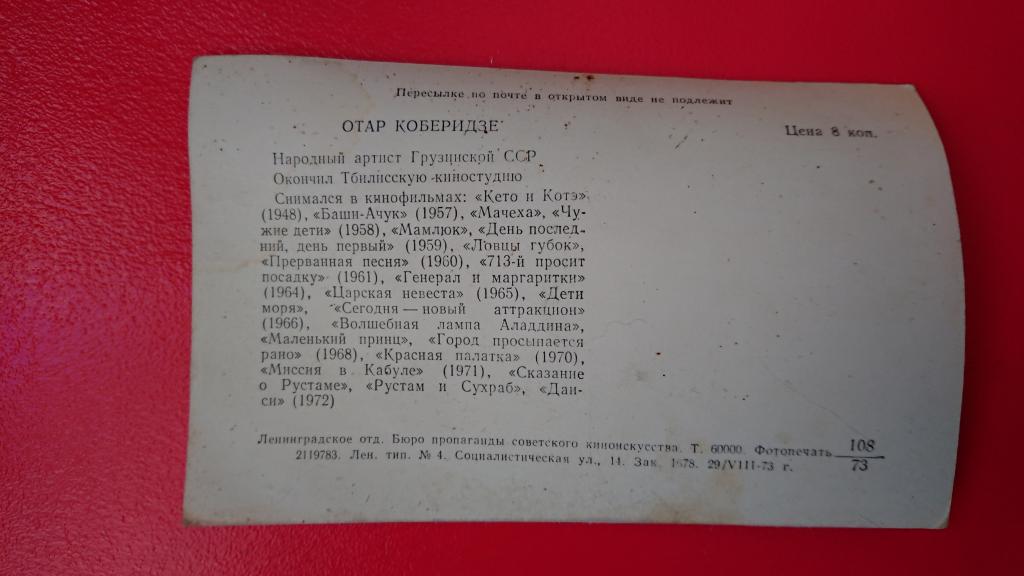 Пересылке по почте в открытом виде не подлежит
ОТАР КОБЕРИДЗЕ
Цена 8 коп.
Народный артист Грузинской ССР
Окончил Тбилисскую киностудию
Снимался в кинофильмах: «Кето и Котэ»
(1948), «Баши-Ачук» (1957), «Мачеха», «Чу-
жие дети» (1958), «Мамлюк», «День послед-
ний, день первый» (1959), «Ловцы губок»,
«Прерванная песня» (1960), «713-й просит
посадку» (1961), «Генерал и маргаритки»
(1964), «Царская невеста» (1965), «Дети
моря», «Сегодня — новый аттракцион»
(1966), «Волшебная лампа Аладдина»,
«Маленький принц», «Город просыпается
рано» (1968), «Красная палатка» (1970),
«Миссия в Кабуле» (1971), «Сказание
о Рустаме», «Рустам и Сухраб», «Даи-
си» (1972)
Ленинградское отд. Бюро пропаганды советского киноискусства. Т. 60000. Фотопечать 108
2119783. Лен. тип. № 4. Социалистическая ул., 14. Зак. 1678. 29/VIII-73 г. 73